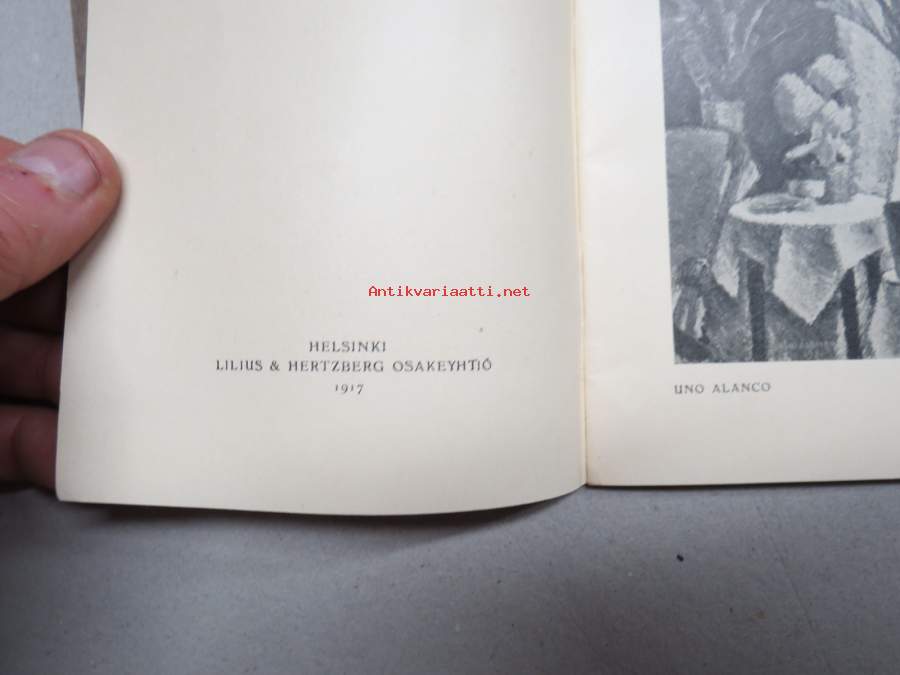 Antikvariaatti.net
HELSINKI
LILIUS & HERTZBERG OSAKEYHTIÖ
1917
UNO ALANCO